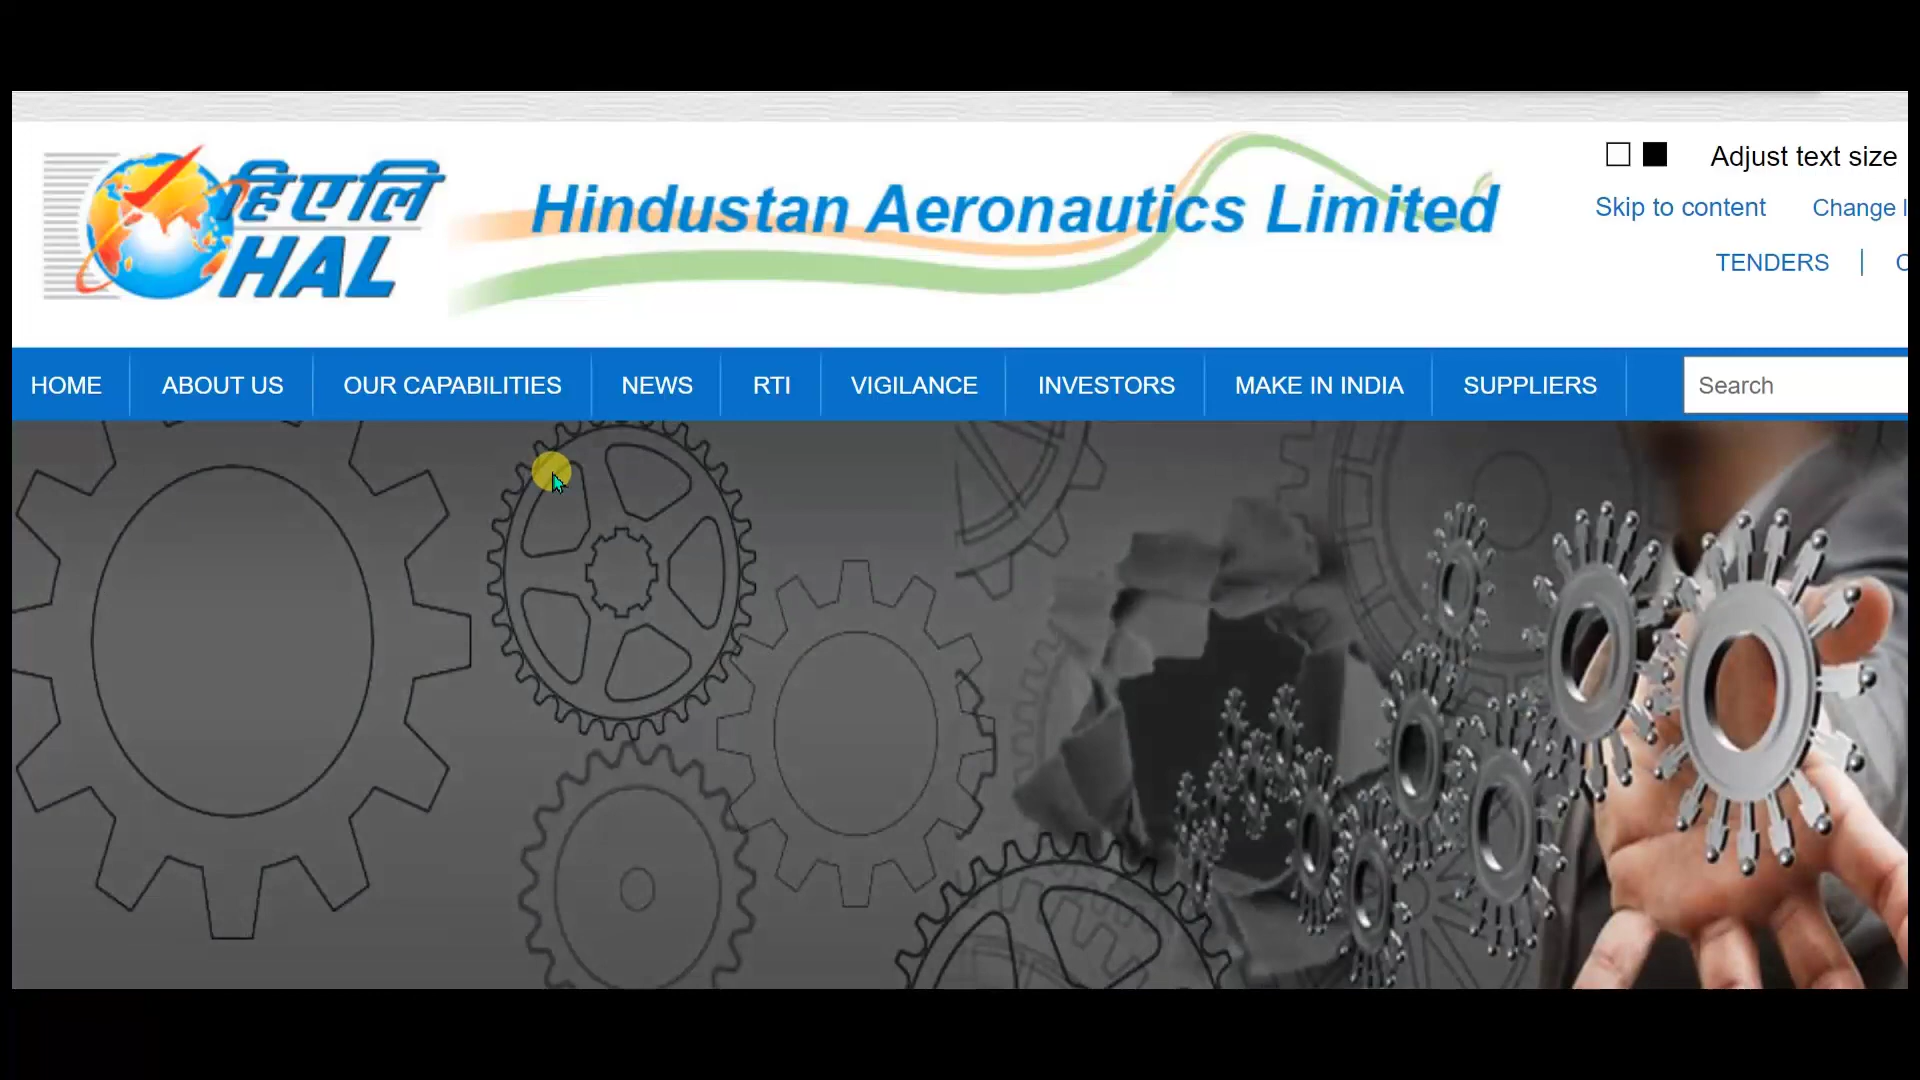 हिएलि
HAL
Hindustan Aeronautics Limited
Adjust text size
Skip to content
Change
TENDERS
HOME
ABOUT US
OUR CAPABILITIES
NEWS
RTI
VIGILANCE
INVESTORS
MAKE IN INDIA
SUPPLIERS
Search